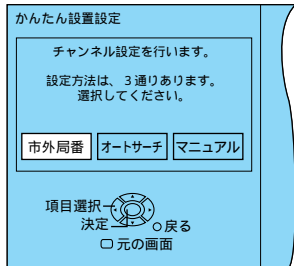 かんたん設置設定
チャンネル設定を行います。
設定方法は、3通りあります。
選択してください。
市外局番 オートサーチ マニュアル
項目選択
決定 戻る
元の画面